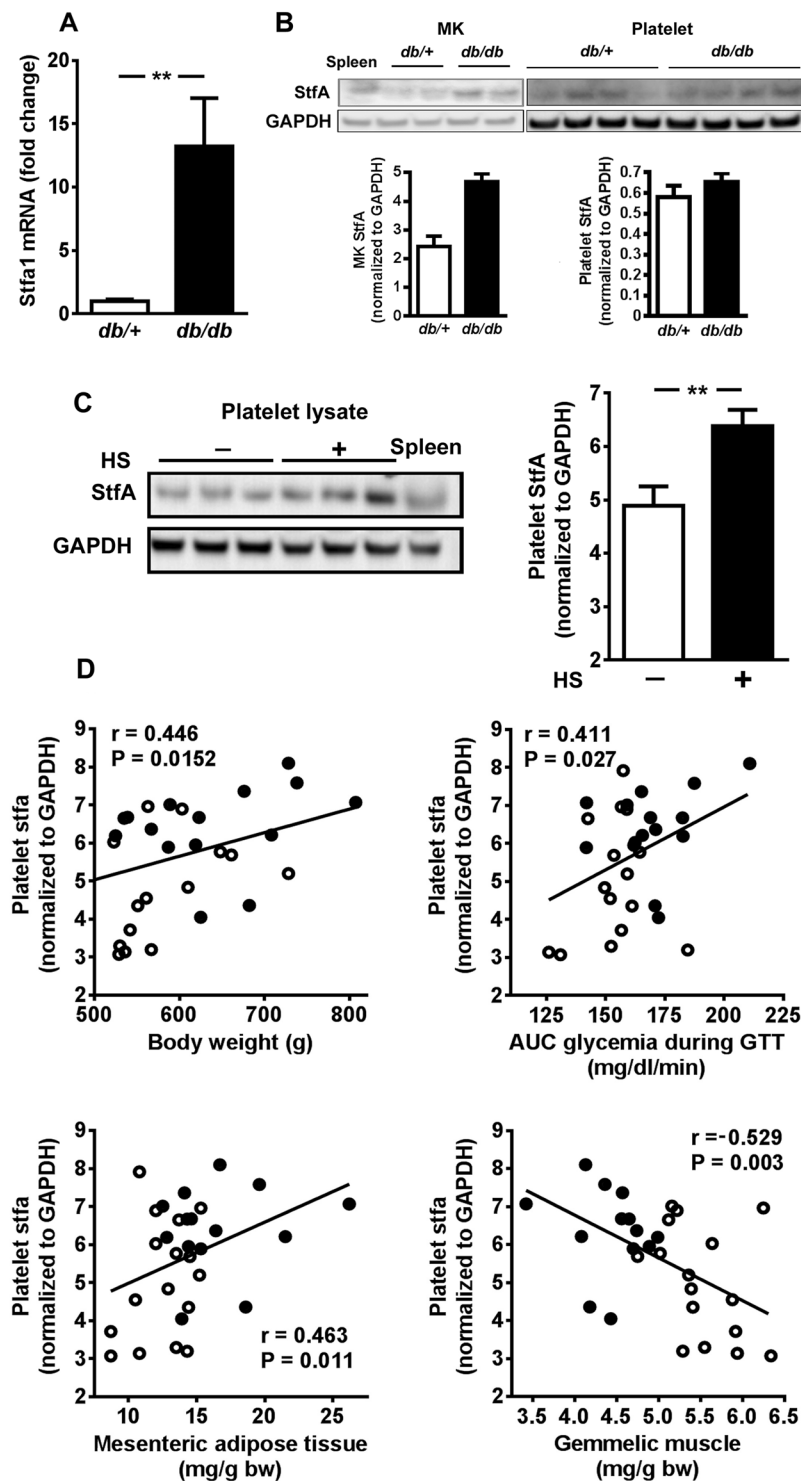 A
Stfa1 mRNA (fold change)
20
15
10
5
0
**
db/+
db/db
B
MK
Platelet
Spleen
db/+
db/db
db/+
db/db
StfA
GAPDH
MK StfA
(normalized to GAPDH)
5
4
3
2
1
0
db/+
db/db
Platelet StfA
(normalized to GAPDH)
0.7
0.6
0.5
0.4
0.3
0.2
0.1
0
db/+
db/db
C
Platelet lysate
HS
–
+
Spleen
StfA
GAPDH
Platelet StfA
(normalized to GAPDH)
7
6
5
4
3
2
**
HS
–
+
D
Platelet stfa
(normalized to GAPDH)
9
8
7
6
5
4
3
2
r = 0.446
P = 0.0152
500
600
700
800
Body weight (g)
Platelet stfa
(normalized to GAPDH)
9
8
7
6
5
4
3
2
r = 0.411
P = 0.027
125
150
175
200
225
AUC glycemia during GTT
(mg/dl/min)
Platelet stfa
(normalized to GAPDH)
9
8
7
6
5
4
3
2
r = 0.463
P = 0.011
10
15
20
25
Mesenteric adipose tissue
(mg/g bw)
Platelet stfa
(normalized to GAPDH)
9
8
7
6
5
4
3
2
r =-0.529
P = 0.003
3.5
4.0
4.5
5.0
5.5
6.0
6.5
Gemmelic muscle
(mg/g bw)